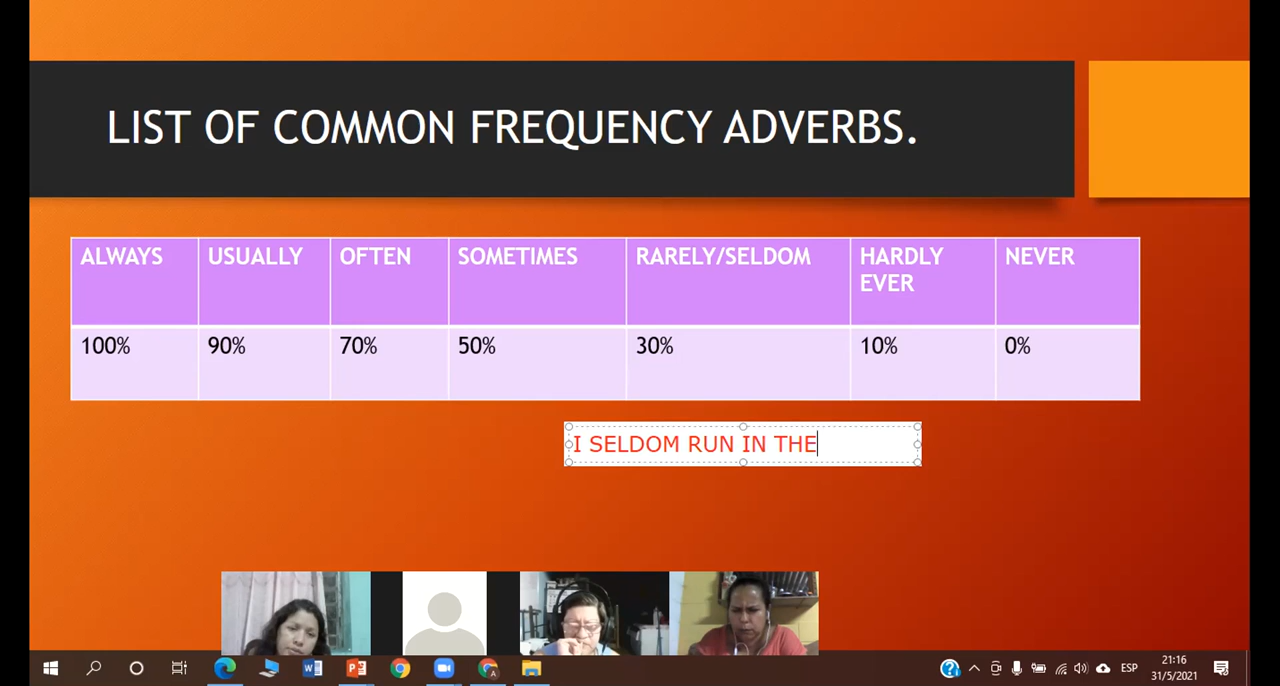 LIST OF COMMON FREQUENCY ADVERBS.
ALWAYS USUALLY OFTEN SOMETIMES RARELY/SELDOM HARDLY EVER NEVER
100% 90% 70% 50% 30% 10% 0%
I SELDOM RUN IN THE
ESP
21:16
31/5/2021